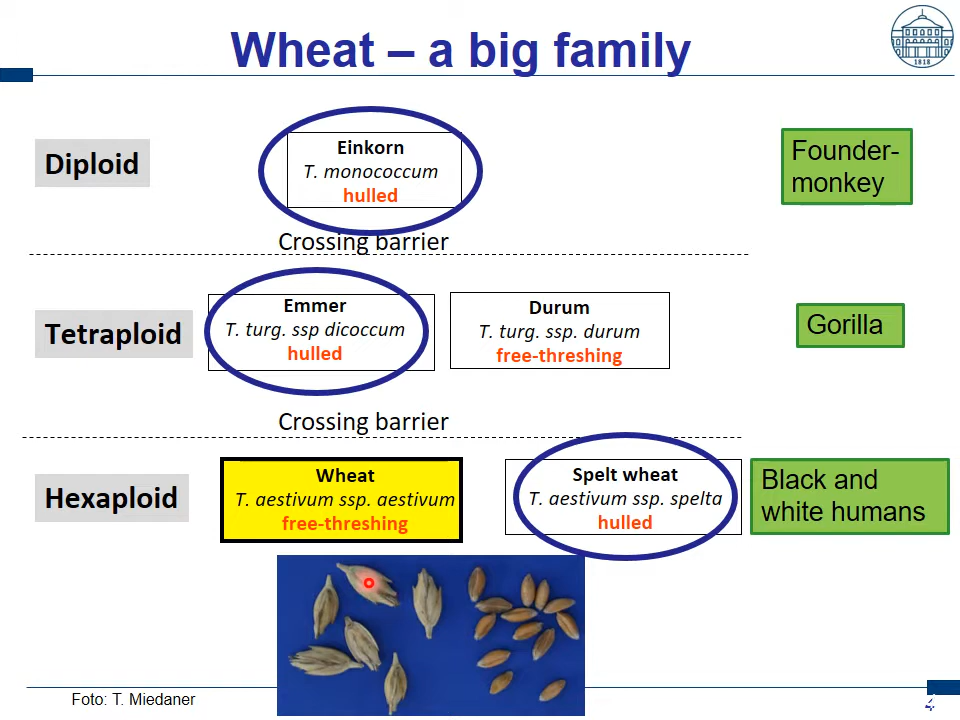 Wheat – a big family
1818
Diploid
Einkorn
T. monococcum
hulled
Founder-
monkey
Crossing barrier
Tetraploid
Emmer
T. turg. ssp dicoccum
hulled
Durum
T. turg. ssp. durum
free-threshing
Gorilla
Crossing barrier
Hexaploid
Wheat
T. aestivum ssp. aestivum
free-threshing
Spelt wheat
T. aestivum ssp. spelta
hulled
Black and
white humans
Foto: T. Miedaner